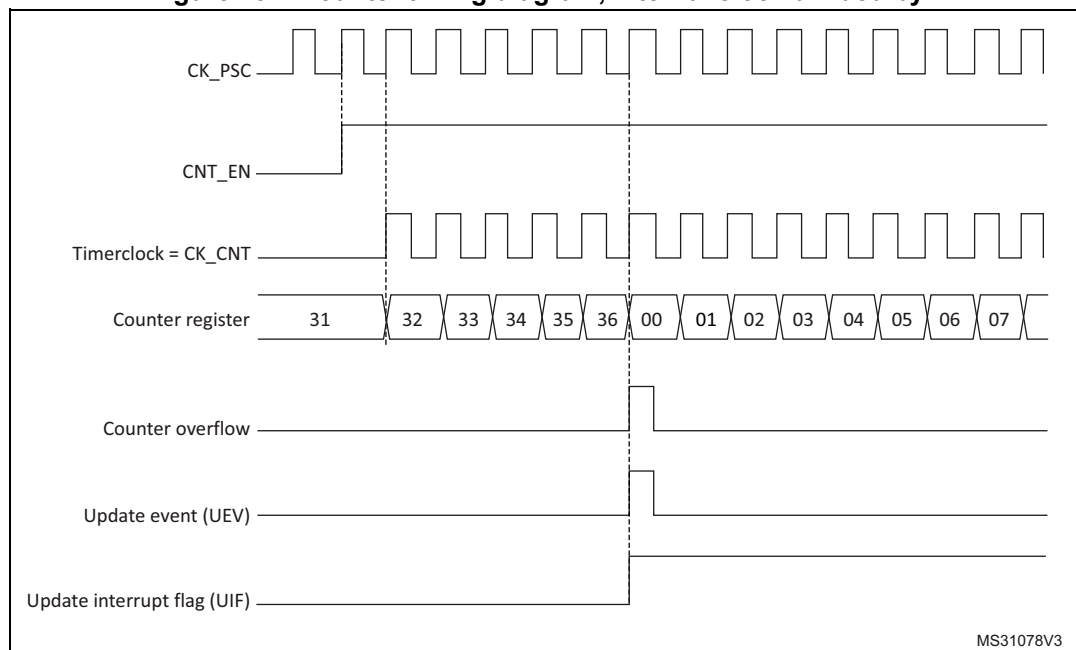 CK_PSC
CNT_EN
Timerclock = CK_CNT
Counter register 31 32 33 34 35 36 00 01 02 03 04 05 06 07
Counter overflow
Update event (UEV)
Update interrupt flag (UIF)
MS31078V3